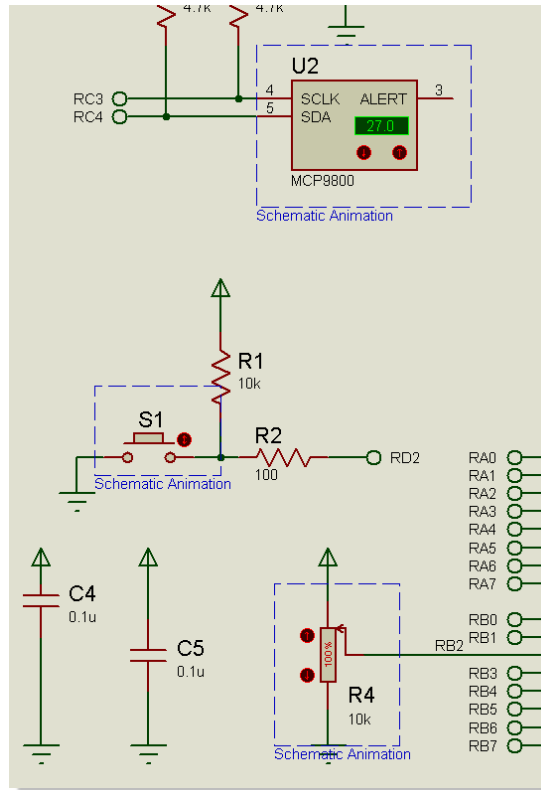 4.7k 4.7k
U2
RC3
RC4
4
5
SCLK ALERT
SDA
3
27.0
MCP9800
Schematic Animation
R1
10k
S1
R2
100
RD2
Schematic Animation
C4
0.1u
C5
0.1u
100%
R4
10k
Schematic Animation
RB2
RA0
RA1
RA2
RA3
RA4
RA5
RA6
RA7
RB0
RB1
RB3
RB4
RB5
RB6
RB7